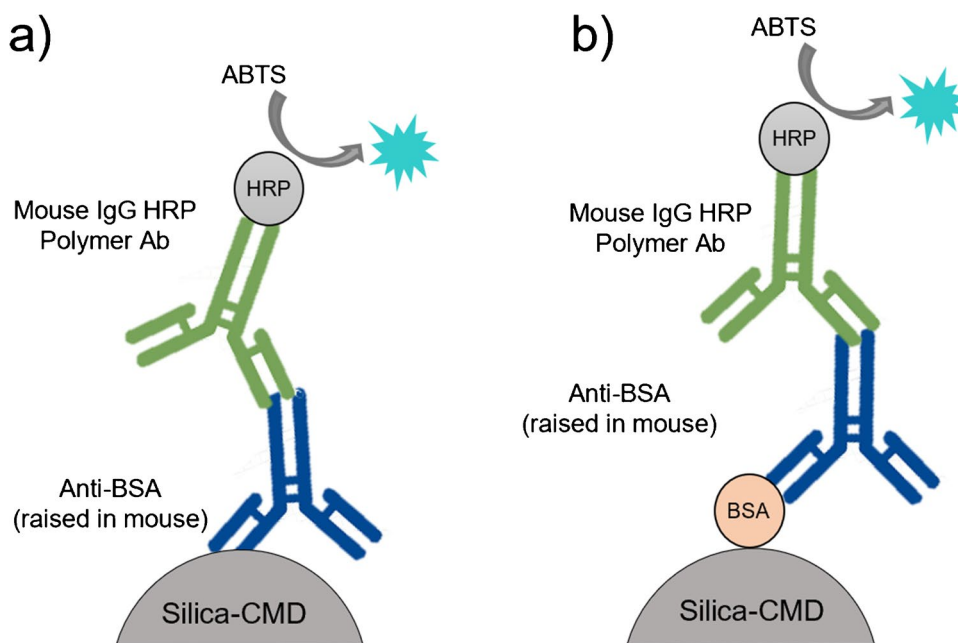 a)
ABTS
HRP
Mouse IgG HRP
Polymer Ab
Anti-BSA
(raised in mouse)
Silica-CMD
b)
ABTS
HRP
Mouse IgG HRP
Polymer Ab
Anti-BSA
(raised in mouse)
BSA
Silica-CMD